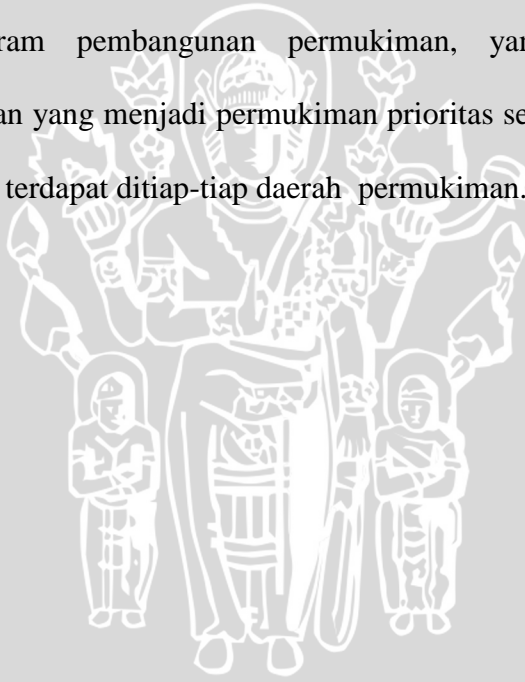 ram pembangunan permukiman, yan
an yang menjadi permukiman prioritas se
terdapat ditiap-tiap daerah permukiman.